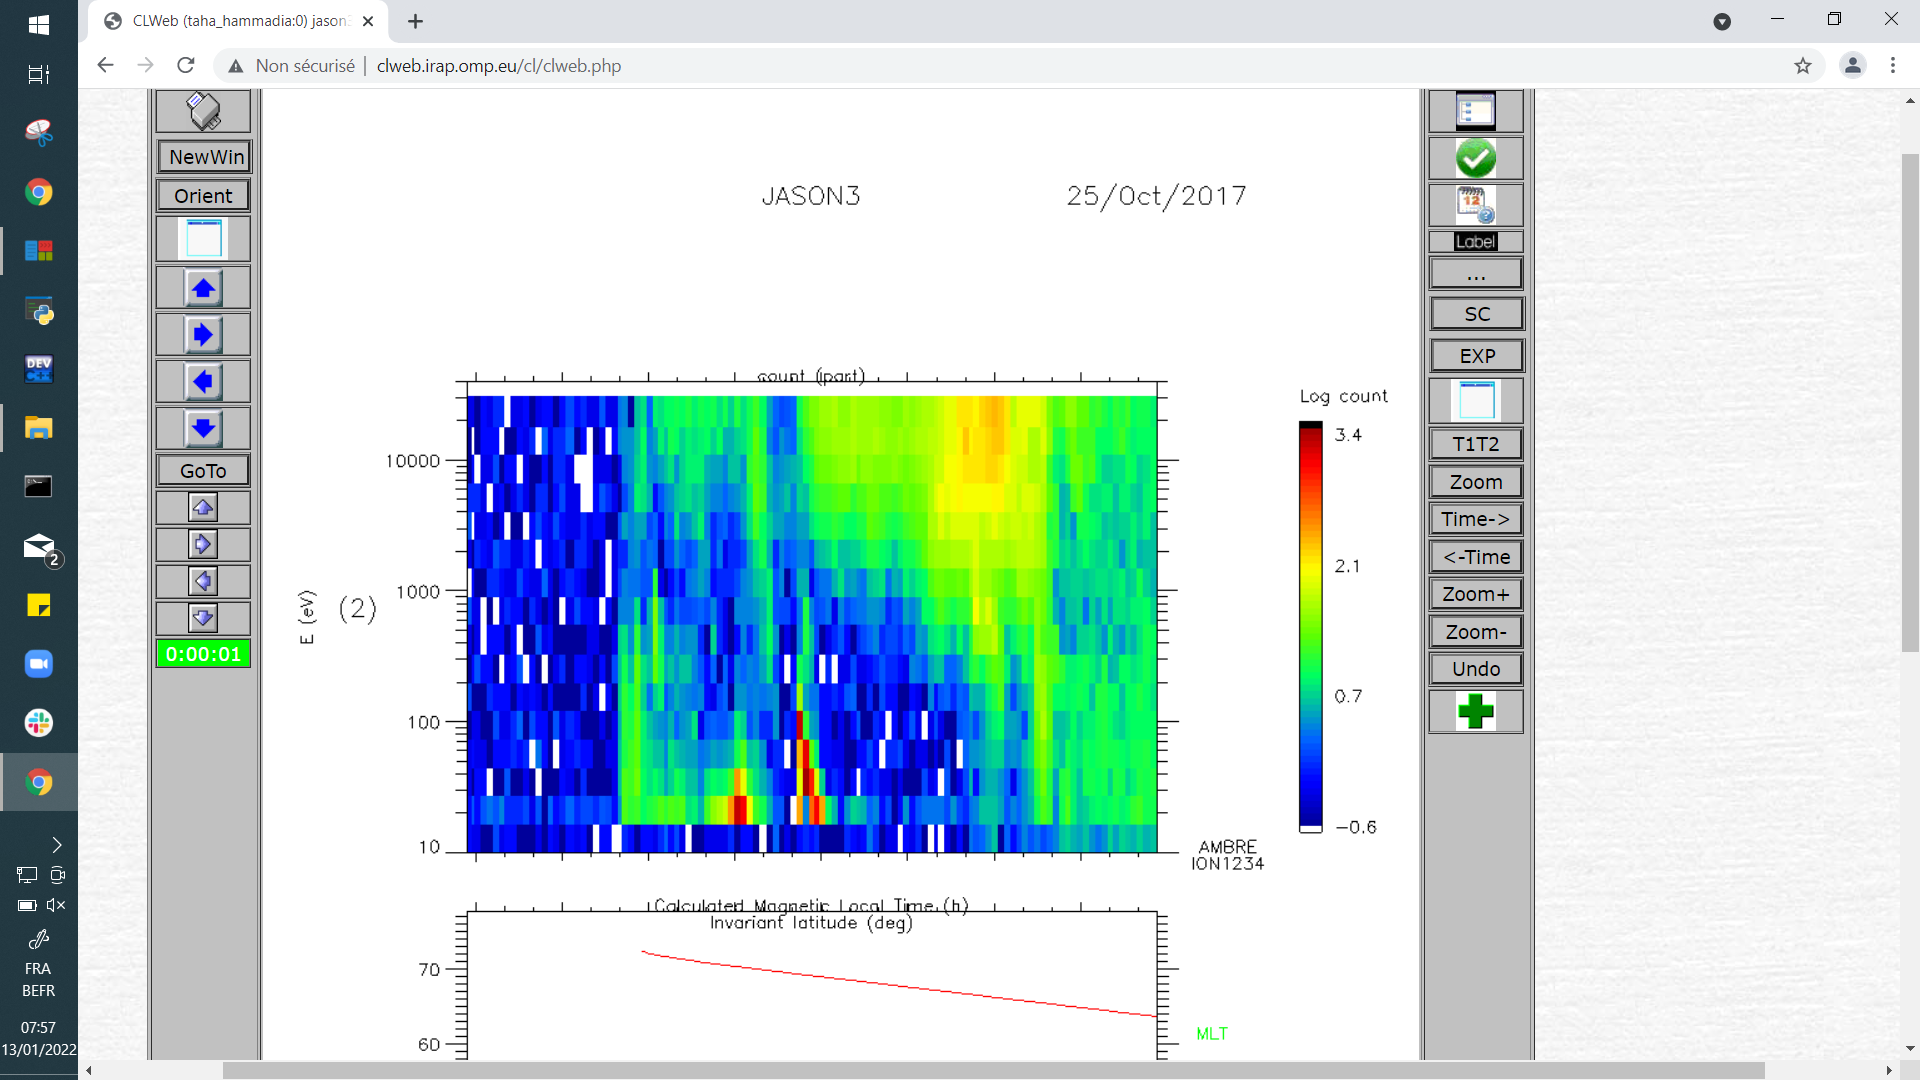 CLWeb (taha_hammadia:0) jason3
Non sécurisé
clweb.irap.omp.eu/cl/clweb.php
NewWin
Orient
GoTo
0:00:01
JASON3
25/Oct/2017
count (part)
10000
1000
100
10
E (eV)
(2)
Log count
3.4
2.1
0.7
−0.6
AMBRE
ION1234
Calculated Magnetic Local Time (h)
Invariant latitude (deg)
70
60
MLT
12
Label
...
SC
EXP
T1T2
Zoom
Time->
<-Time
Zoom+
Zoom-
Undo
DEV
C++
2
FRA
BEFR
07:57
13/01/2022